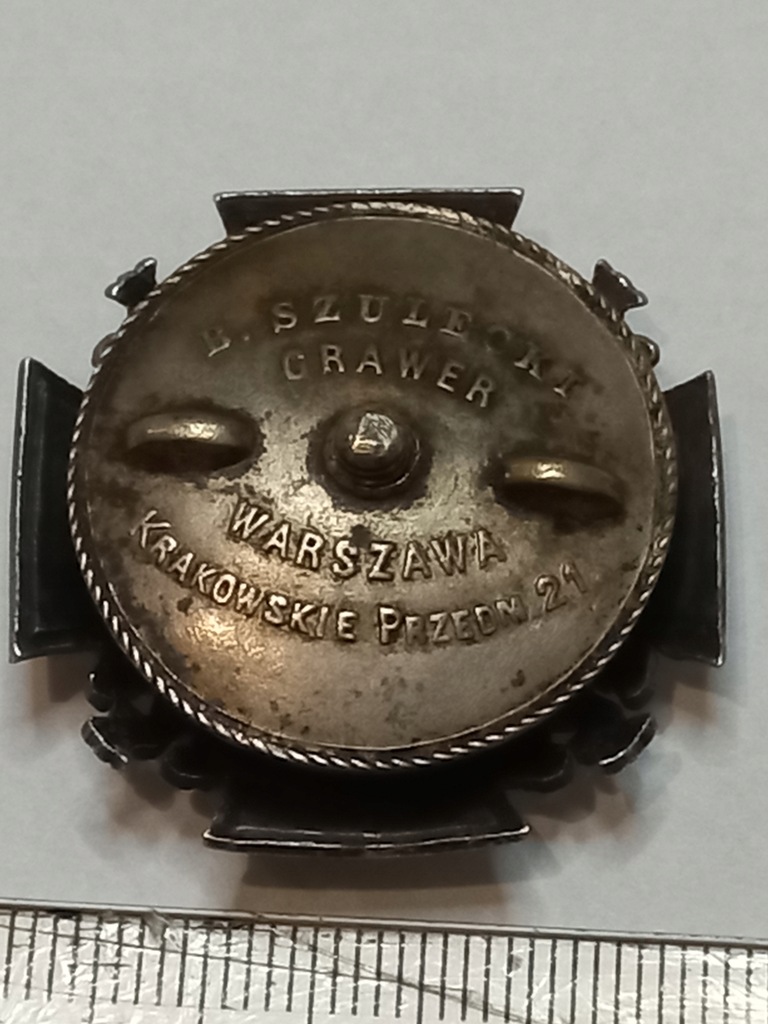 B. SZULECKI
GRAWER
WARSZAWA
KRAKOWSKIE PRZEDM 21